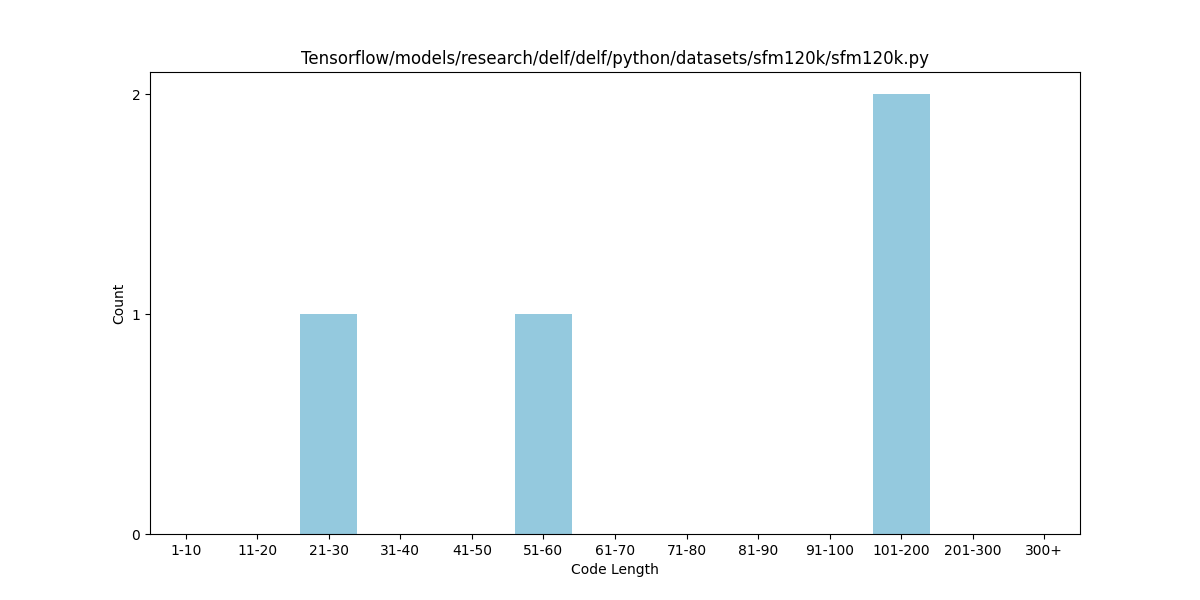 Tensorflow/models/research/delf/delf/python/datasets/sfm120k/sfm120k.py
2
1
0
Count
1-10 11-20 21-30 31-40 41-50 51-60 61-70 71-80 81-90 91-100 101-200 201-300 300+
Code Length